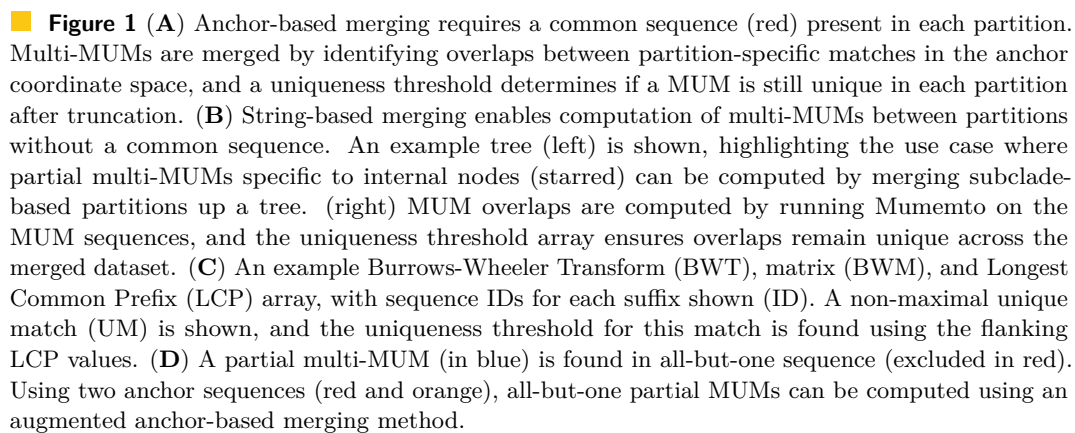 Figure 1 (A) Anchor-based merging requires a common sequence (red) present in each partition.
Multi-MUMs are merged by identifying overlaps between partition-specific matches in the anchor
coordinate space, and a uniqueness threshold determines if a MUM is still unique in each partition
after truncation. (B) String-based merging enables computation of multi-MUMs between partitions
without a common sequence. An example tree (left) is shown, highlighting the use case where
partial multi-MUMs specific to internal nodes (starred) can be computed by merging subclade-
based partitions up a tree. (right) MUM overlaps are computed by running Mumemto on the
MUM sequences, and the uniqueness threshold array ensures overlaps remain unique across the
merged dataset. (C) An example Burrows-Wheeler Transform (BWT), matrix (BWM), and Longest
Common Prefix (LCP) array, with sequence IDs for each suffix shown (ID). A non-maximal unique
match (UM) is shown, and the uniqueness threshold for this match is found using the flanking
LCP values. (D) A partial multi-MUM (in blue) is found in all-but-one sequence (excluded in red).
Using two anchor sequences (red and orange), all-but-one partial MUMs can be computed using an
augmented anchor-based merging method.